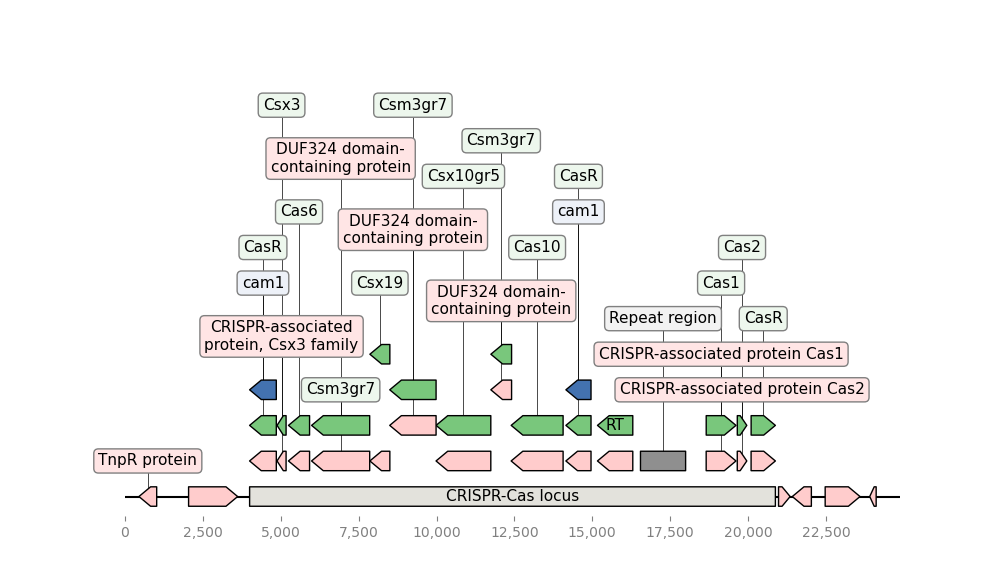 Csx3
Csm3gr7
Csm3gr7
DUF324 domain-
containing protein
Csx10gr5
CasR
Cas6
cam1
DUF324 domain-
containing protein
CasR
Cas10
Cas2
cam1
Csx19
Cas1
DUF324 domain-
containing protein
Repeat region
CasR
CRISPR-associated
protein, Csx3 family
CRISPR-associated protein Cas1
Csm3gr7
CRISPR-associated protein Cas2
RT
TnpR protein
CRISPR-Cas locus
0
2,500
5,000
7,500
10,000
12,500
15,000
17,500
20,000
22,500